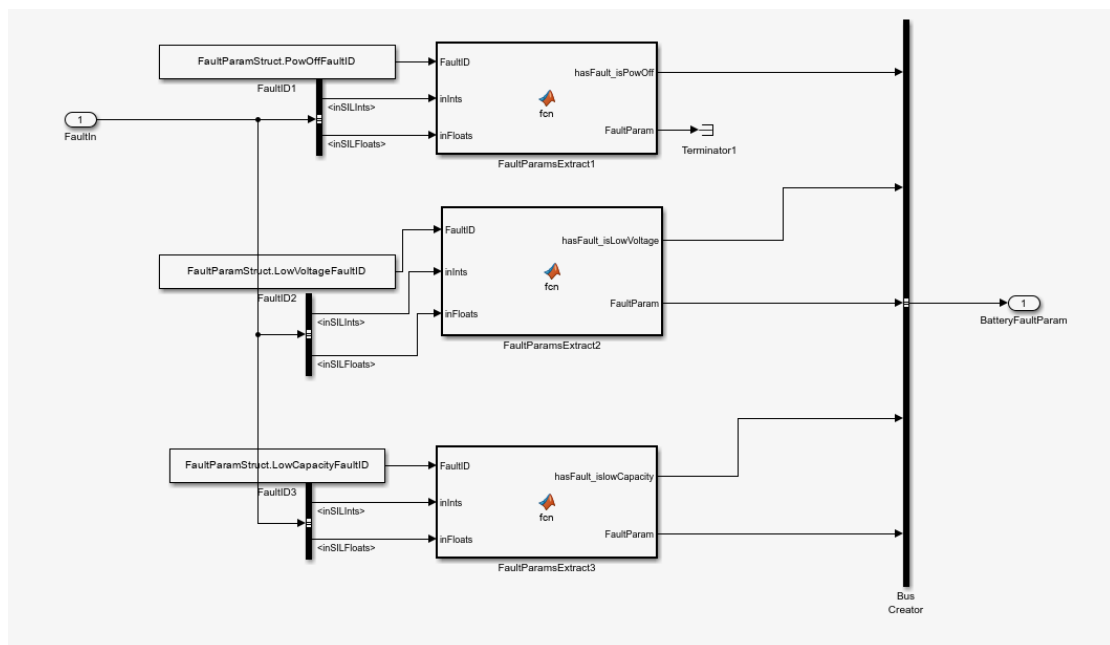 FaultParamStruct.PowOffFaultID
FaultID1
1
FaultIn
<inSILInts>
<inSILFloats>
FaultID
inInts
inFloats
fcn
hasFault_isPowOff
FaultParam
FaultParamsExtract1
Terminator1
FaultParamStruct.LowVoltageFaultID
FaultID2
<inSILInts>
<inSILFloats>
FaultID
inInts
inFloats
fcn
hasFault_isLowVoltage
FaultParam
FaultParamsExtract2
1
BatteryFaultParam
FaultParamStruct.LowCapacityFaultID
FaultID3
<inSILInts>
<inSILFloats>
FaultID
inInts
inFloats
fcn
hasFault_islowCapacity
FaultParam
FaultParamsExtract3
Bus
Creator